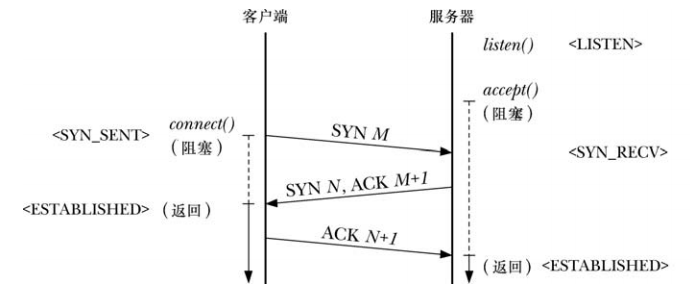 客户端
服务器
listen() <LISTEN>
accept()
(阻塞)
connect()
<SYN_SENT>
(阻塞)
SYN M
<SYN_RECV>
SYN N, ACK M+1
<ESTABLISHED> (返回)
ACK N+1
(返回) <ESTABLISHED>